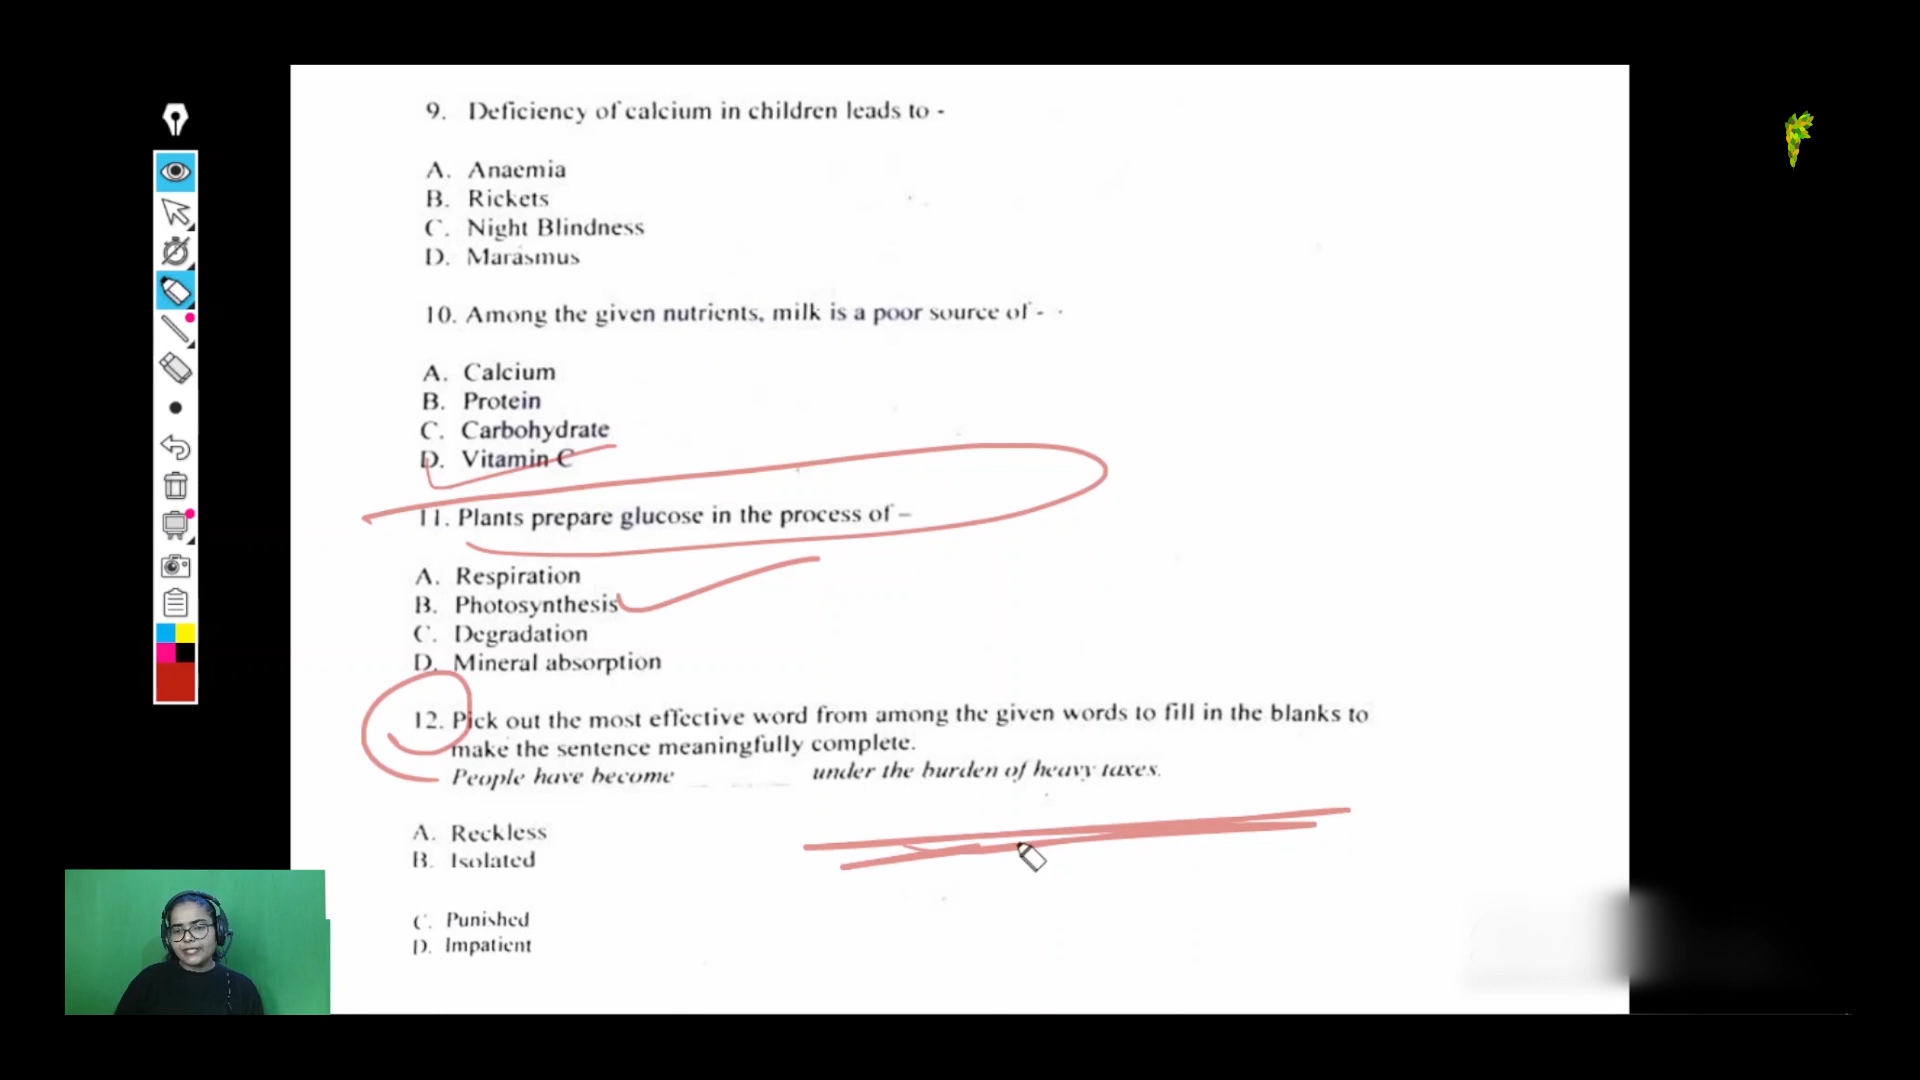 9. Deficiency of calcium in children leads to -
A. Anaemia
B. Rickets
C. Night Blindness
D. Marasmus
10. Among the given nutrients, milk is a poor source of -
A. Calcium
B. Protein
C. Carbohydrate
D. Vitamin C
11. Plants prepare glucose in the process of –
A. Respiration
B. Photosynthesis
C. Degradation
D. Mineral absorption
12. Pick out the most effective word from among the given words to fill in the blanks to
make the sentence meaningfully complete.
People have become ________ under the burden of heavy taxes.
A. Reckless
B. Isolated
C. Punished
D. Impatient